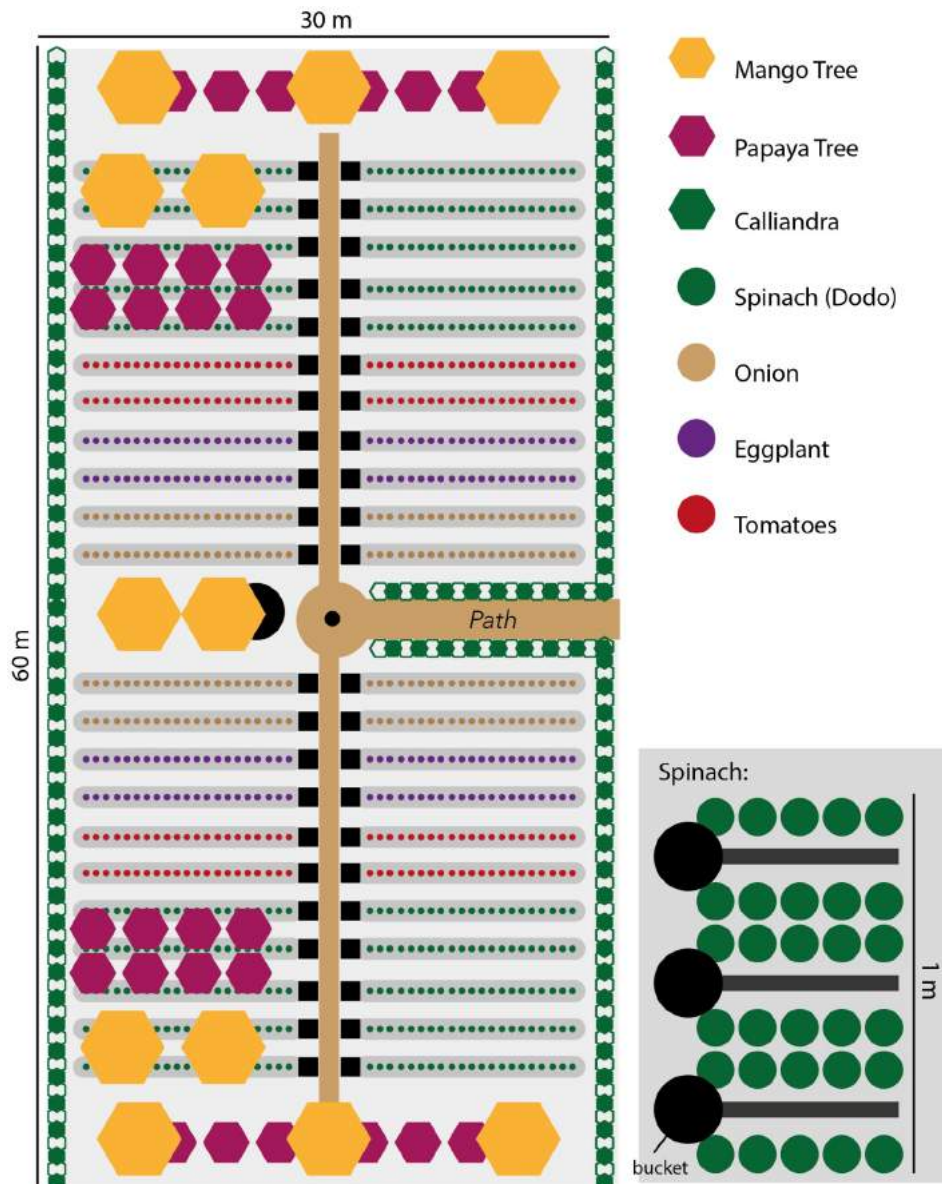 30 m
60 m
Path
Mango Tree
Papaya Tree
Calliandra
Spinach (Dodo)
Onion
Eggplant
Tomatoes
Spinach:
1 m
bucket